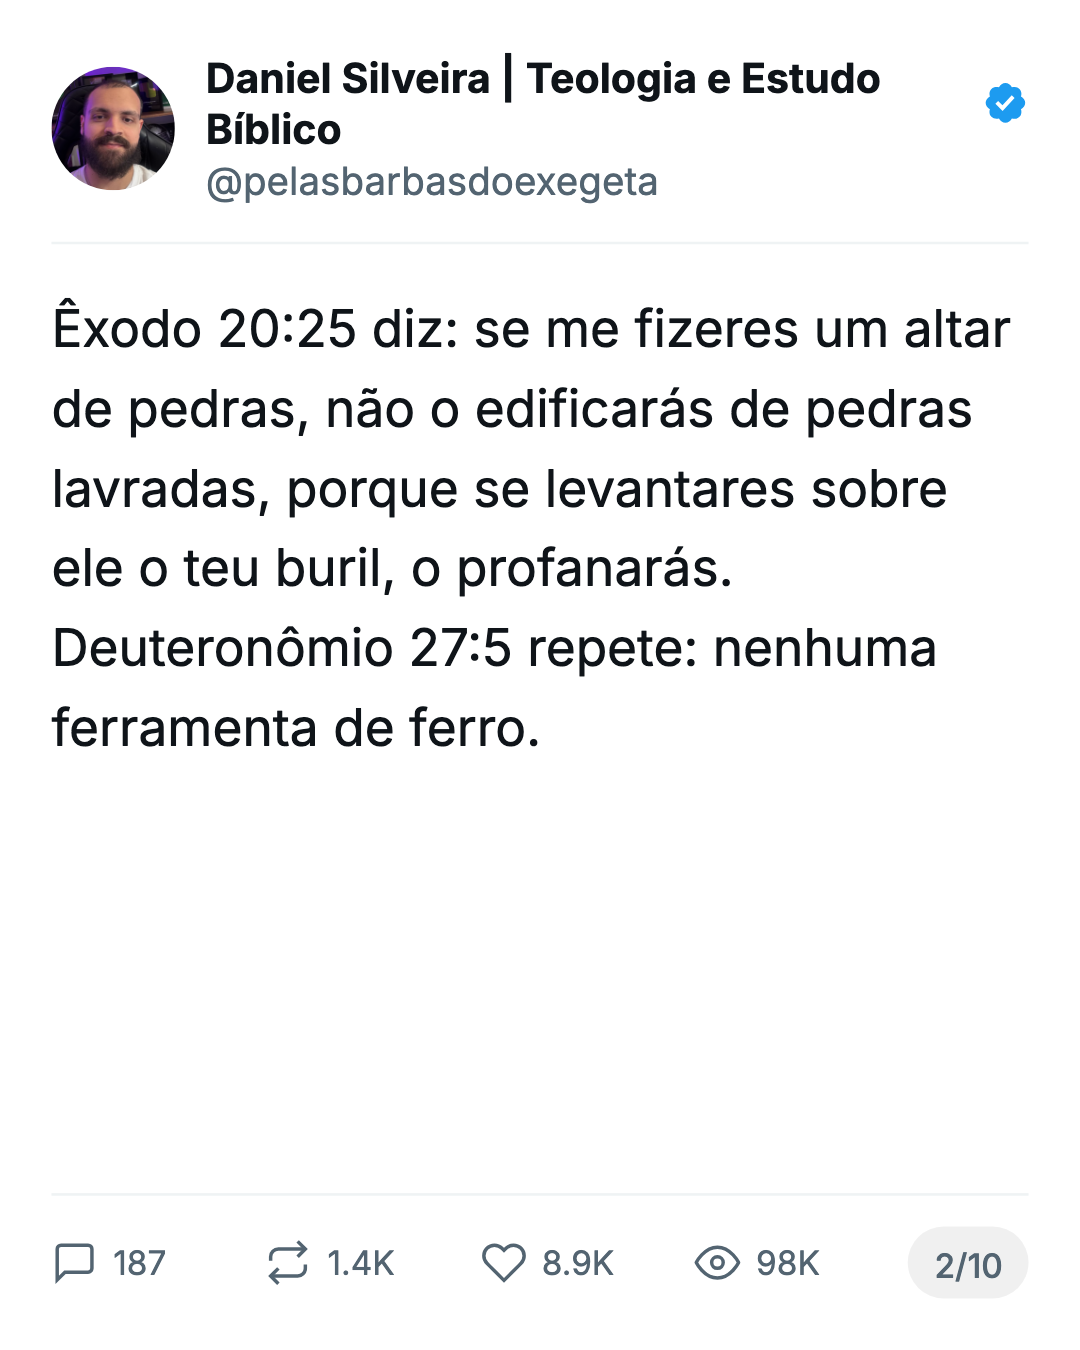 Daniel Silveira | Teologia e Estudo
Bíblico
@pelasbarbasdoexegeta
Êxodo 20:25 diz: se me fizeres um altar
de pedras, não o edificarás de pedras
lavradas, porque se levantares sobre
ele o teu buril, o profanarás.
Deuteronômio 27:5 repete: nenhuma
ferramenta de ferro.
187 1.4K 8.9K 98K 2/10